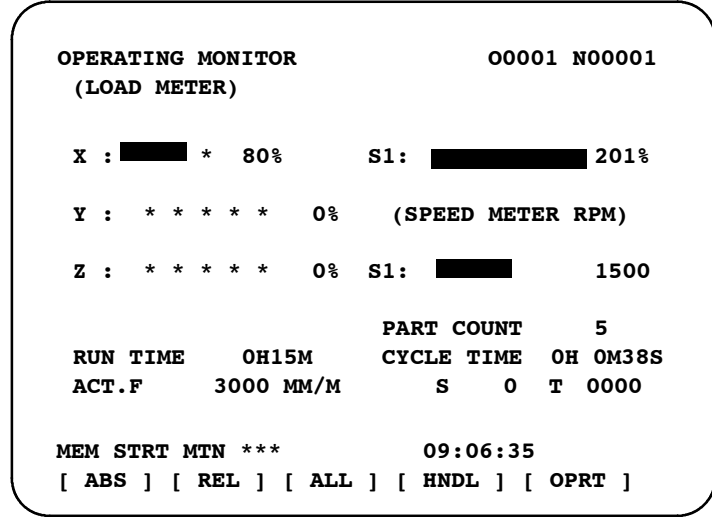 OPERATING MONITOR O0001 N00001
(LOAD METER)
X : * 80% S1: 201%
Y : * * * * * 0% (SPEED METER RPM)
Z : * * * * * 0% S1: 1500
PART COUNT 5
RUN TIME 0H15M CYCLE TIME 0H 0M38S
ACT.F 3000 MM/M S 0 T 0000
MEM STRT MTN *** 09:06:35
[ ABS ] [ REL ] [ ALL ] [ HNDL ] [ OPRT ]